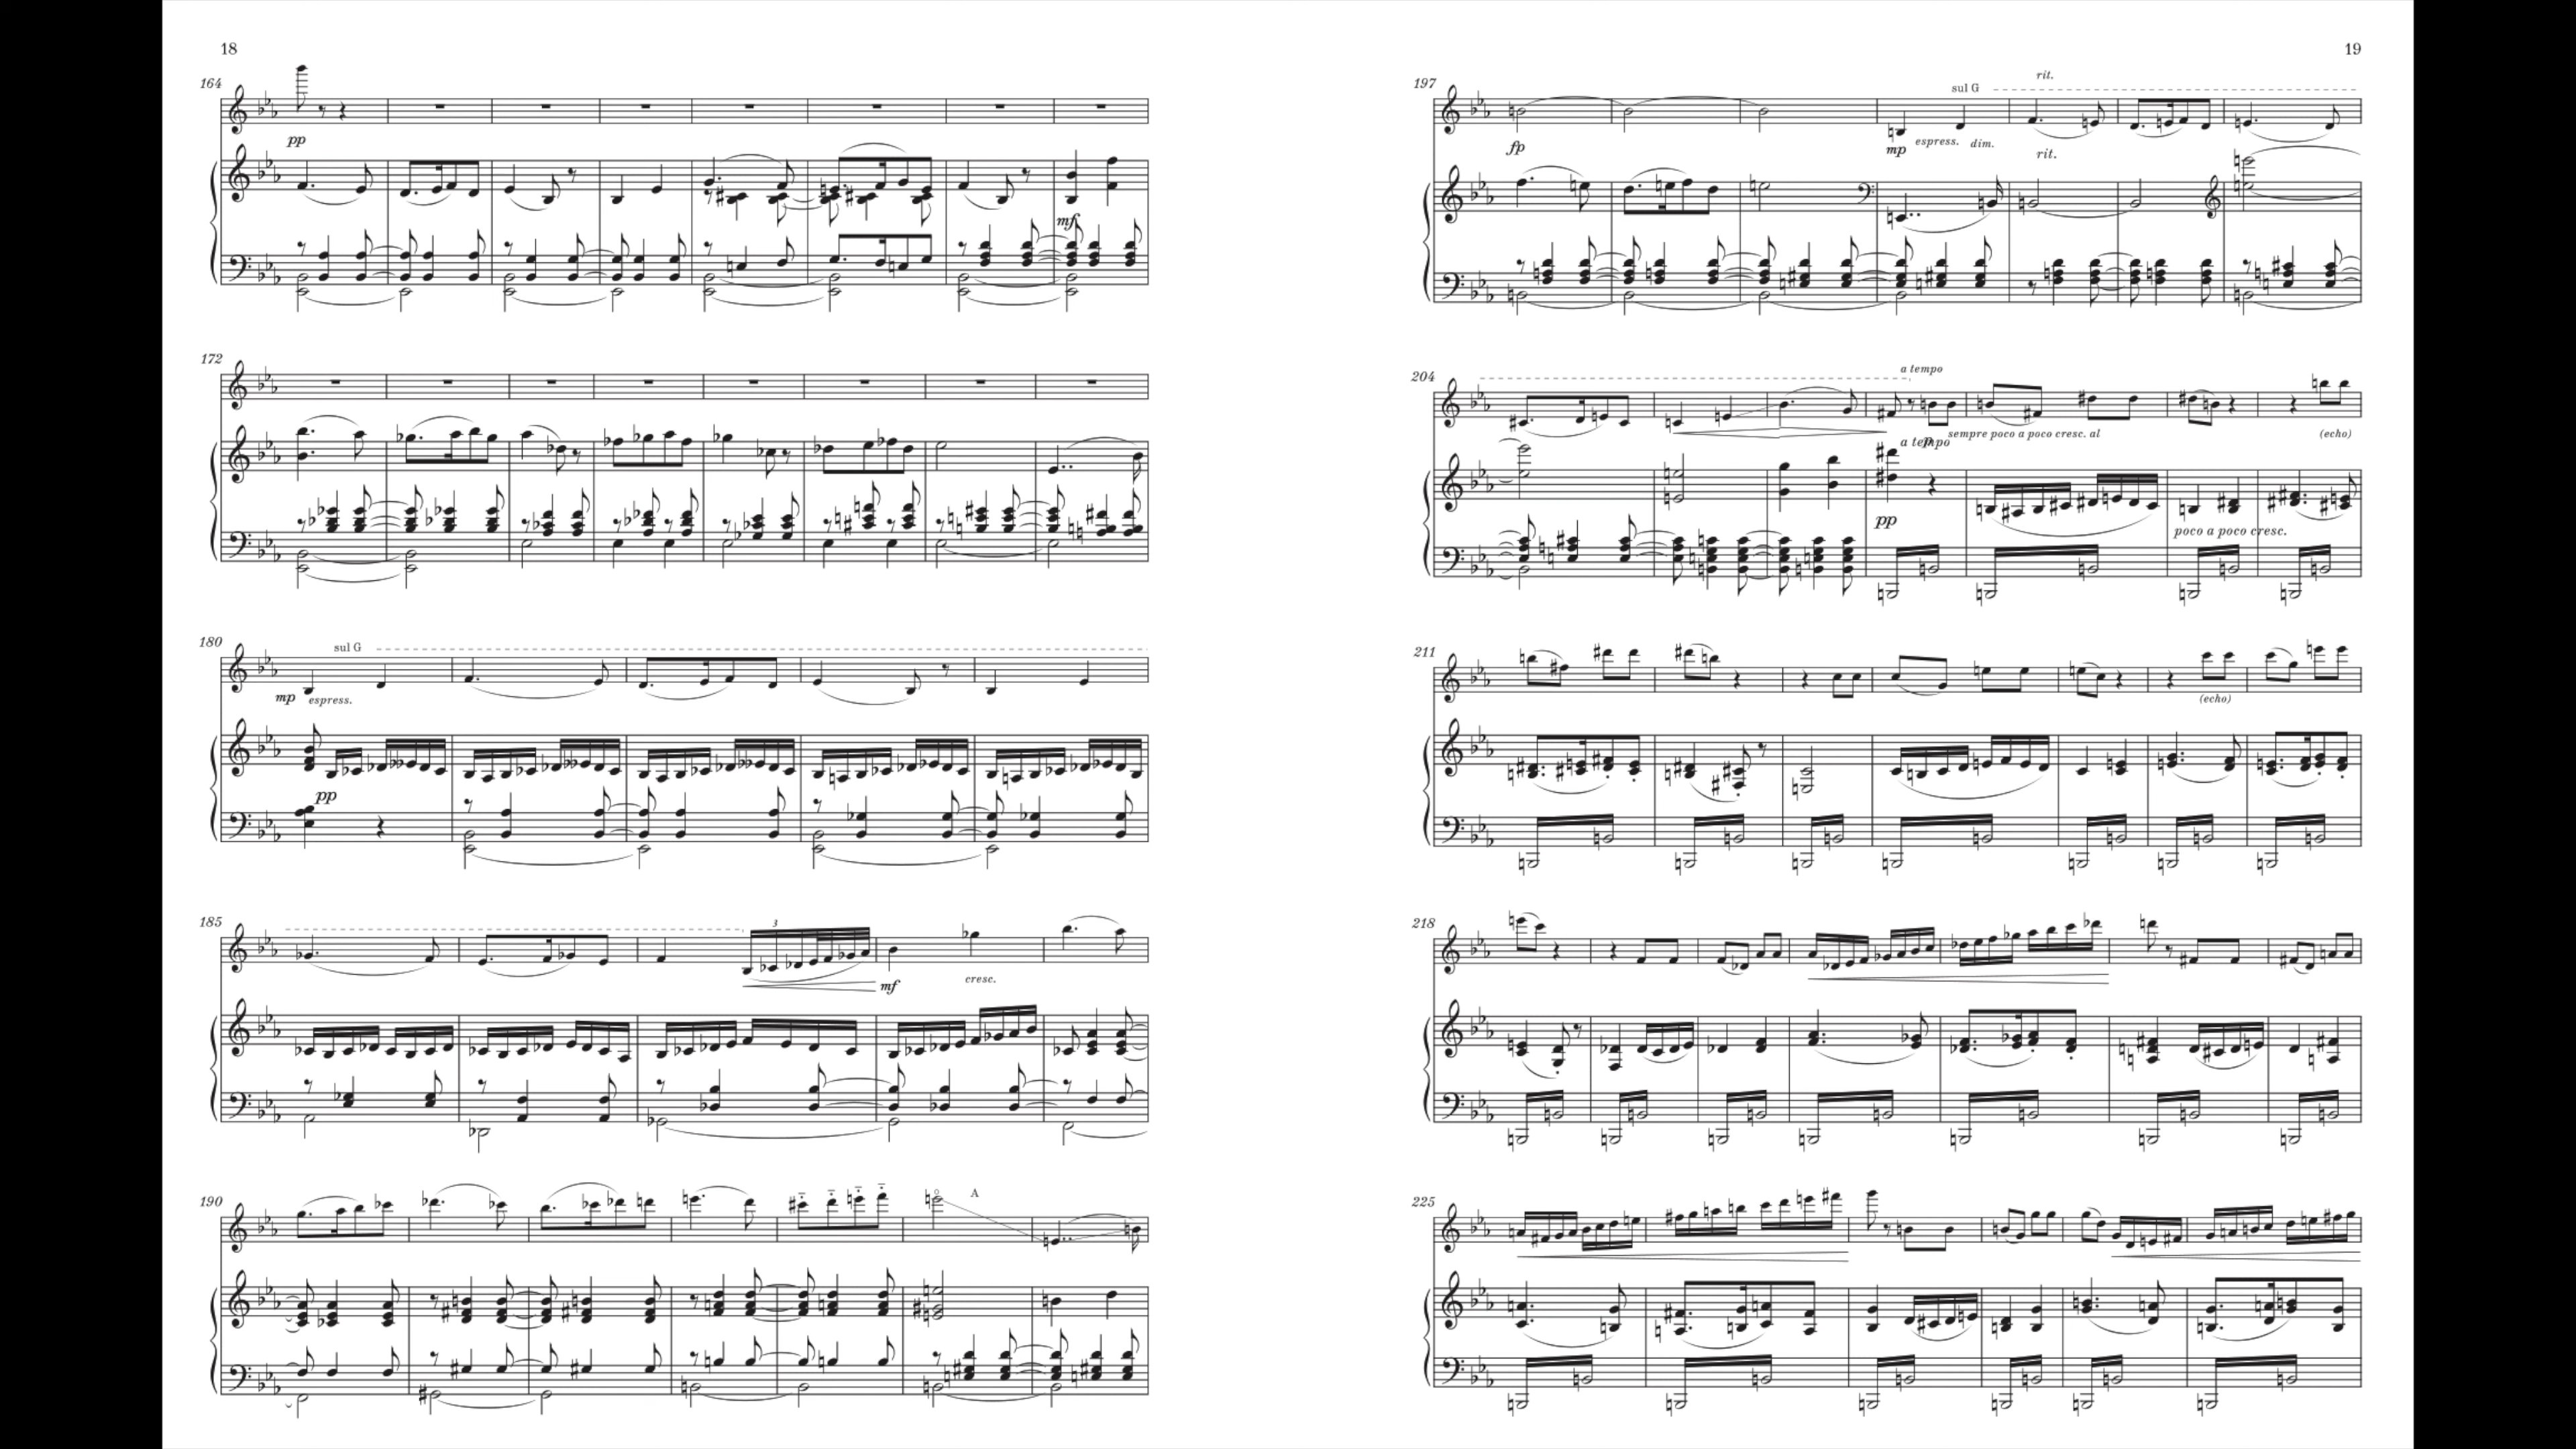 18
164
pp
mf
172
180
sul G
mp espress.
pp
185
3
mf cresc.
190
A
19
197
rit.
sul G
fp
mp espress. dim.
rit.
204
a tempo
sempre poco a poco cresc. al
(echo)
a tempo
p
pp
poco a poco cresc.
211
(echo)
218
225